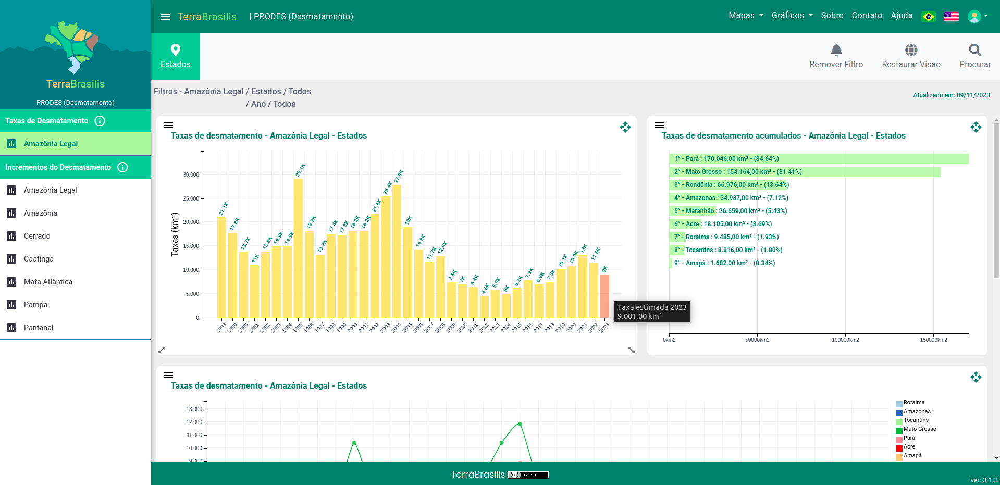 TerraBrasilis
PRODES (Desmatamento)
Taxas de Desmatamento
Amazônia Legal
Incrementos do Desmatamento
Amazônia Legal
Amazônia
Cerrado
Caatinga
Mata Atlântica
Pampa
Pantanal
TerraBrasilis | PRODES (Desmatamento)
Mapas Gráficos Sobre Contato Ajuda
Estados
Remover Filtro Restaurar Visão Procurar
Filtros - Amazônia Legal / Estados / Todos
/ Ano / Todos
Atualizado em: 09/11/2023
Taxas de desmatamento - Amazônia Legal - Estados
Taxas (km²)
30.000
25.000
20.000
15.000
10.000
5.000
0
21.1K 17.8K 13.7K 11K 13.8K 14.9K 14.9K 29.1K 18.2K 13.2K 17.4K 17.3K 18.2K 18.2K 21.6K 25.4K 27.8K 19K 14.3K 11.7K 12.9K 7.5K 7K 6.4K 4.6K 5.9K 5K 6.2K 7.9K 6.9K 7.5K 10.1K 10.9K 13K 11.6K 9K
1988 1989 1990 1991 1992 1993 1994 1995 1996 1997 1998 1999 2000 2001 2002 2003 2004 2005 2006 2007 2008 2009 2010 2011 2012 2013 2014 2015 2016 2017 2018 2019 2020 2021 2022 2023
Taxa estimada 2023
9.001,00 km²
Taxas de desmatamento acumulados - Amazônia Legal - Estados
1° - Pará : 170.046,00 km² - (34.64%)
2° - Mato Grosso : 154.164,00 km² - (31.41%)
3° - Rondônia : 66.976,00 km² - (13.64%)
4° - Amazonas : 34.937,00 km² - (7.12%)
5° - Maranhão : 26.659,00 km² - (5.43%)
6° - Acre : 18.105,00 km² - (3.69%)
7° - Roraima : 9.485,00 km² - (1.93%)
8° - Tocantins : 8.816,00 km² - (1.80%)
9° - Amapá : 1.682,00 km² - (0.34%)
0km2 50000km2 100000km2 150000km2
Taxas de desmatamento - Amazônia Legal - Estados
13.000
12.000
11.000
10.000
9.000
Roraima
Amazonas
Tocantins
Mato Grosso
Pará
Acre
Amapá
TerraBrasilis (cc) BY-SA
ver: 3.1.3